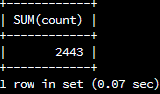 +------------+
| SUM(count) |
+------------+
|       2443 |
+------------+
1 row in set (0.07 sec)